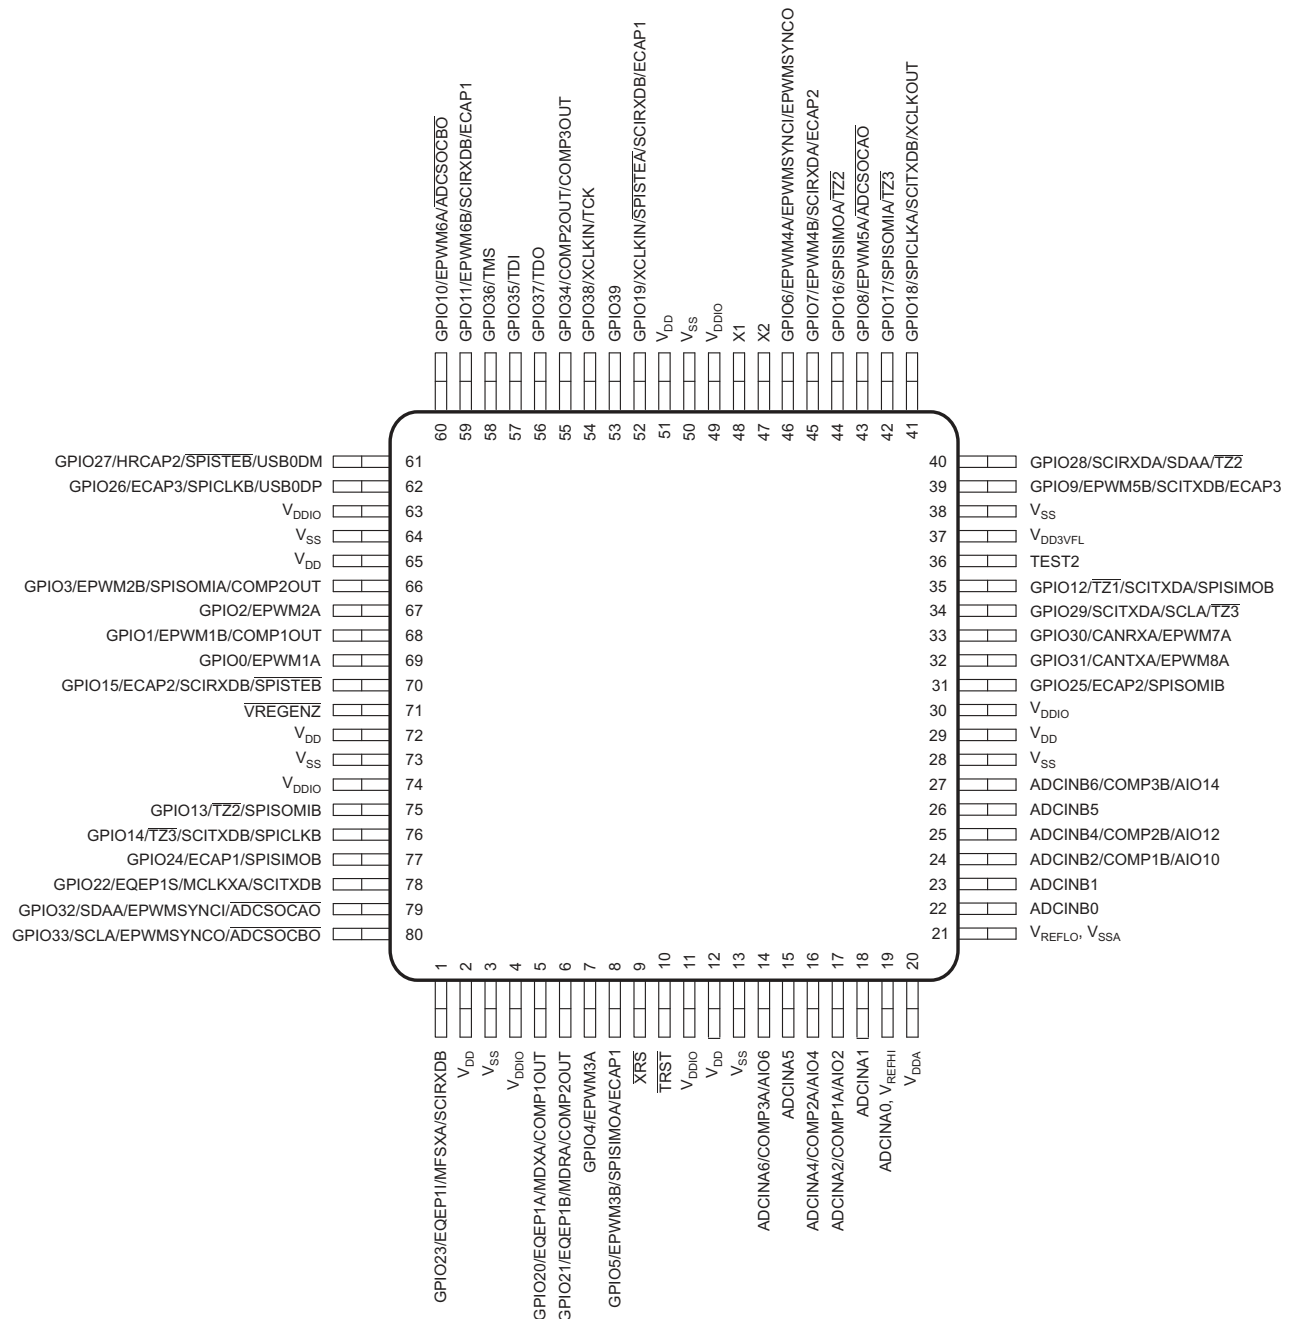 GPIO10/EPWM6A/ADCSOCBO
GPIO11/EPWM6B/SCIRXDB/ECAP1
GPIO36/TMS
GPIO35/TDI
GPIO37/TDO
GPIO34/COMP2OUT/COMP3OUT
GPIO38/XCLKIN/TCK
GPIO39
GPIO19/XCLKIN/SPISTEA/SCIRXDB/ECAP1
VDD
VSS
VDDIO
X1
X2
GPIO6/EPWM4A/EPWMSYNCI/EPWMSYNCO
GPIO7/EPWM4B/SCIRXDA/ECAP2
GPIO16/SPISIMOA/TZ2
GPIO8/EPWM5A/ADCSOCAO
GPIO17/SPISOMIA/TZ3
GPIO18/SPICLKA/SCITXDB/XCLKOUT
60 59 58 57 56 55 54 53 52 51 50 49 48 47 46 45 44 43 42 41
GPIO27/HRCAP2/SPISTEB/USB0DM 61
GPIO26/ECAP3/SPICLKB/USB0DP 62
VDDIO 63
VSS 64
VDD 65
GPIO3/EPWM2B/SPISOMIA/COMP2OUT 66
GPIO2/EPWM2A 67
GPIO1/EPWM1B/COMP1OUT 68
GPIO0/EPWM1A 69
GPIO15/ECAP2/SCIRXDB/SPISTEB 70
VREGENZ 71
VDD 72
VSS 73
VDDIO 74
GPIO13/TZ2/SPISOMIB 75
GPIO14/TZ3/SCITXDB/SPICLKB 76
GPIO24/ECAP1/SPISIMOB 77
GPIO22/EQEP1S/MCLKXA/SCITXDB 78
GPIO32/SDAA/EPWMSYNCI/ADCSOCAO 79
GPIO33/SCLA/EPWMSYNCO/ADCSOCBO 80
40 GPIO28/SCIRXDA/SDAA/TZ2
39 GPIO9/EPWM5B/SCITXDB/ECAP3
38 VSS
37 VDD3VFL
36 TEST2
35 GPIO12/TZ1/SCITXDA/SPISIMOB
34 GPIO29/SCITXDA/SCLA/TZ3
33 GPIO30/CANRXA/EPWM7A
32 GPIO31/CANTXA/EPWM8A
31 GPIO25/ECAP2/SPISOMIB
30 VDDIO
29 VDD
28 VSS
27 ADCINB6/COMP3B/AIO14
26 ADCINB5
25 ADCINB4/COMP2B/AIO12
24 ADCINB2/COMP1B/AIO10
23 ADCINB1
22 ADCINB0
21 VREFLO, VSSA
1 2 3 4 5 6 7 8 9 10 11 12 13 14 15 16 17 18 19 20
GPIO23/EQEP1I/MFSXA/SCIRXDB
VDD
VSS
VDDIO
GPIO20/EQEP1A/MDXA/COMP1OUT
GPIO21/EQEP1B/MDRA/COMP2OUT
GPIO4/EPWM3A
GPIO5/EPWM3B/SPISIMOA/ECAP1
XRS
TRST
VDDIO
VDD
VSS
ADCINA6/COMP3A/AIO6
ADCINA5
ADCINA4/COMP2A/AIO4
ADCINA2/COMP1A/AIO2
ADCINA1
ADCINA0, VREFHI
VDDA